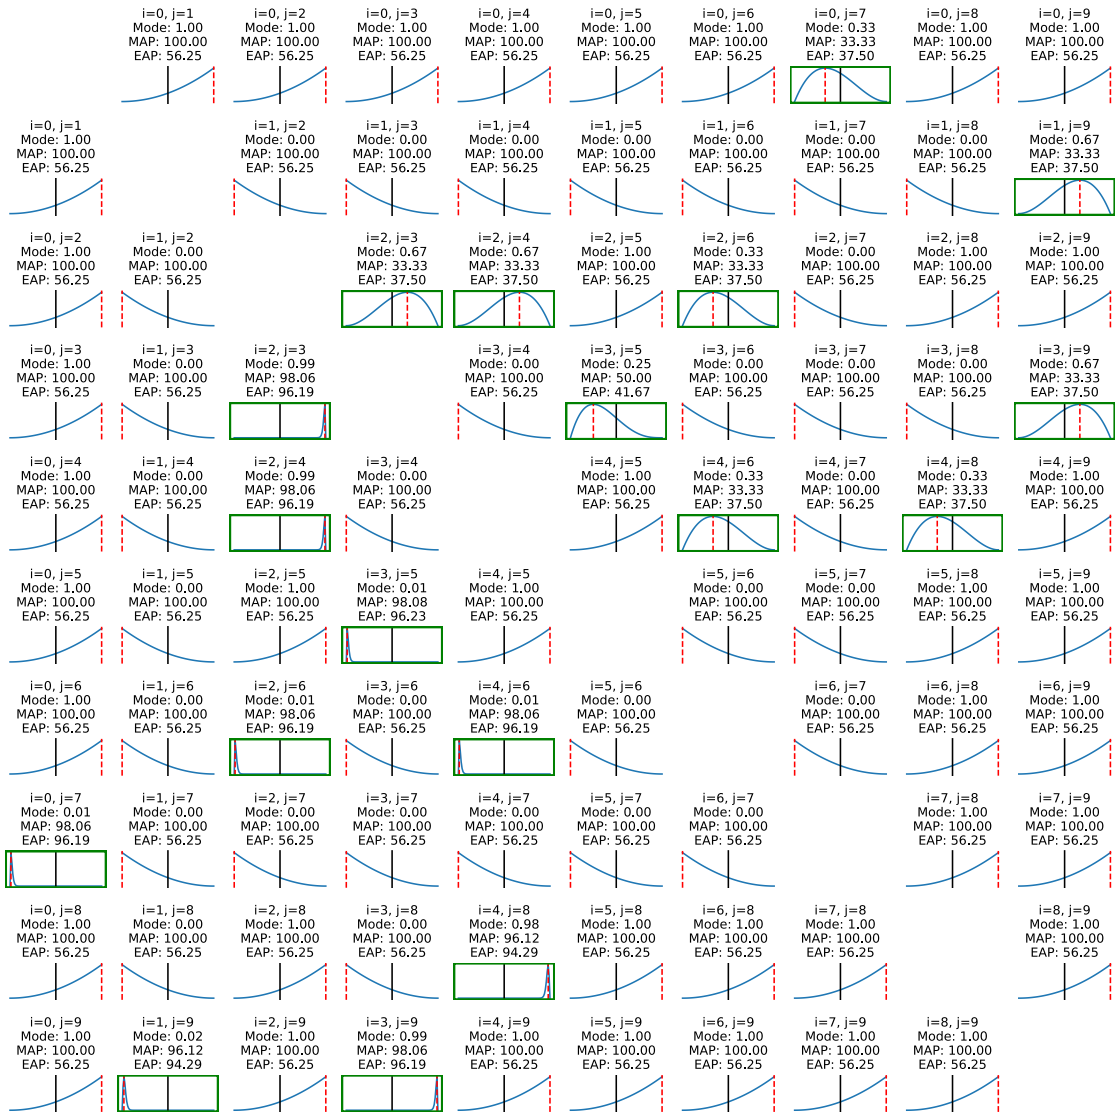 i=0, j=1 i=0, j=2 i=0, j=3 i=0, j=4 i=0, j=5 i=0, j=6 i=0, j=7 i=0, j=8 i=0, j=9
Mode: 1.00 Mode: 1.00 Mode: 1.00 Mode: 1.00 Mode: 1.00 Mode: 1.00 Mode: 0.33 Mode: 1.00 Mode: 1.00
MAP: 100.00 MAP: 100.00 MAP: 100.00 MAP: 100.00 MAP: 100.00 MAP: 100.00 MAP: 33.33 MAP: 100.00 MAP: 100.00
EAP: 56.25 EAP: 56.25 EAP: 56.25 EAP: 56.25 EAP: 56.25 EAP: 56.25 EAP: 37.50 EAP: 56.25 EAP: 56.25
i=0, j=1 i=1, j=2 i=1, j=3 i=1, j=4 i=1, j=5 i=1, j=6 i=1, j=7 i=1, j=8 i=1, j=9
Mode: 1.00 Mode: 0.00 Mode: 0.00 Mode: 0.00 Mode: 0.00 Mode: 0.00 Mode: 0.00 Mode: 0.00 Mode: 0.67
MAP: 100.00 MAP: 100.00 MAP: 100.00 MAP: 100.00 MAP: 100.00 MAP: 100.00 MAP: 100.00 MAP: 100.00 MAP: 33.33
EAP: 56.25 EAP: 56.25 EAP: 56.25 EAP: 56.25 EAP: 56.25 EAP: 56.25 EAP: 56.25 EAP: 56.25 EAP: 37.50
i=0, j=2 i=1, j=2 i=2, j=3 i=2, j=4 i=2, j=5 i=2, j=6 i=2, j=7 i=2, j=8 i=2, j=9
Mode: 1.00 Mode: 0.00 Mode: 0.67 Mode: 0.67 Mode: 1.00 Mode: 0.33 Mode: 0.00 Mode: 1.00 Mode: 1.00
MAP: 100.00 MAP: 100.00 MAP: 33.33 MAP: 33.33 MAP: 100.00 MAP: 33.33 MAP: 100.00 MAP: 100.00 MAP: 100.00
EAP: 56.25 EAP: 56.25 EAP: 37.50 EAP: 37.50 EAP: 56.25 EAP: 37.50 EAP: 56.25 EAP: 56.25 EAP: 56.25
i=0, j=3 i=1, j=3 i=2, j=3 i=3, j=4 i=3, j=5 i=3, j=6 i=3, j=7 i=3, j=8 i=3, j=9
Mode: 1.00 Mode: 0.00 Mode: 0.99 Mode: 0.00 Mode: 0.25 Mode: 0.00 Mode: 0.00 Mode: 0.00 Mode: 0.67
MAP: 100.00 MAP: 100.00 MAP: 98.06 MAP: 100.00 MAP: 50.00 MAP: 100.00 MAP: 100.00 MAP: 100.00 MAP: 33.33
EAP: 56.25 EAP: 56.25 EAP: 96.19 EAP: 56.25 EAP: 41.67 EAP: 56.25 EAP: 56.25 EAP: 56.25 EAP: 37.50
i=0, j=4 i=1, j=4 i=2, j=4 i=3, j=4 i=4, j=5 i=4, j=6 i=4, j=7 i=4, j=8 i=4, j=9
Mode: 1.00 Mode: 0.00 Mode: 0.99 Mode: 0.00 Mode: 1.00 Mode: 0.33 Mode: 0.00 Mode: 0.33 Mode: 1.00
MAP: 100.00 MAP: 100.00 MAP: 98.06 MAP: 100.00 MAP: 100.00 MAP: 33.33 MAP: 100.00 MAP: 33.33 MAP: 100.00
EAP: 56.25 EAP: 56.25 EAP: 96.19 EAP: 56.25 EAP: 56.25 EAP: 37.50 EAP: 56.25 EAP: 37.50 EAP: 56.25
i=0, j=5 i=1, j=5 i=2, j=5 i=3, j=5 i=4, j=5 i=5, j=6 i=5, j=7 i=5, j=8 i=5, j=9
Mode: 1.00 Mode: 0.00 Mode: 1.00 Mode: 0.01 Mode: 1.00 Mode: 0.00 Mode: 0.00 Mode: 1.00 Mode: 1.00
MAP: 100.00 MAP: 100.00 MAP: 100.00 MAP: 98.08 MAP: 100.00 MAP: 100.00 MAP: 100.00 MAP: 100.00 MAP: 100.00
EAP: 56.25 EAP: 56.25 EAP: 56.25 EAP: 96.23 EAP: 56.25 EAP: 56.25 EAP: 56.25 EAP: 56.25 EAP: 56.25
i=0, j=6 i=1, j=6 i=2, j=6 i=3, j=6 i=4, j=6 i=5, j=6 i=6, j=7 i=6, j=8 i=6, j=9
Mode: 1.00 Mode: 0.00 Mode: 0.01 Mode: 0.00 Mode: 0.01 Mode: 0.00 Mode: 0.00 Mode: 1.00 Mode: 1.00
MAP: 100.00 MAP: 100.00 MAP: 98.06 MAP: 100.00 MAP: 98.06 MAP: 100.00 MAP: 100.00 MAP: 100.00 MAP: 100.00
EAP: 56.25 EAP: 56.25 EAP: 96.19 EAP: 56.25 EAP: 96.19 EAP: 56.25 EAP: 56.25 EAP: 56.25 EAP: 56.25
i=0, j=7 i=1, j=7 i=2, j=7 i=3, j=7 i=4, j=7 i=5, j=7 i=6, j=7 i=7, j=8 i=7, j=9
Mode: 0.01 Mode: 0.00 Mode: 0.00 Mode: 0.00 Mode: 0.00 Mode: 0.00 Mode: 0.00 Mode: 1.00 Mode: 1.00
MAP: 98.06 MAP: 100.00 MAP: 100.00 MAP: 100.00 MAP: 100.00 MAP: 100.00 MAP: 100.00 MAP: 100.00 MAP: 100.00
EAP: 96.19 EAP: 56.25 EAP: 56.25 EAP: 56.25 EAP: 56.25 EAP: 56.25 EAP: 56.25 EAP: 56.25 EAP: 56.25
i=0, j=8 i=1, j=8 i=2, j=8 i=3, j=8 i=4, j=8 i=5, j=8 i=6, j=8 i=7, j=8 i=8, j=9
Mode: 1.00 Mode: 0.00 Mode: 1.00 Mode: 0.00 Mode: 0.98 Mode: 1.00 Mode: 1.00 Mode: 1.00 Mode: 1.00
MAP: 100.00 MAP: 100.00 MAP: 100.00 MAP: 100.00 MAP: 96.12 MAP: 100.00 MAP: 100.00 MAP: 100.00 MAP: 100.00
EAP: 56.25 EAP: 56.25 EAP: 56.25 EAP: 56.25 EAP: 94.29 EAP: 56.25 EAP: 56.25 EAP: 56.25 EAP: 56.25
i=0, j=9 i=1, j=9 i=2, j=9 i=3, j=9 i=4, j=9 i=5, j=9 i=6, j=9 i=7, j=9 i=8, j=9
Mode: 1.00 Mode: 0.02 Mode: 1.00 Mode: 0.99 Mode: 1.00 Mode: 1.00 Mode: 1.00 Mode: 1.00 Mode: 1.00
MAP: 100.00 MAP: 96.12 MAP: 100.00 MAP: 98.06 MAP: 100.00 MAP: 100.00 MAP: 100.00 MAP: 100.00 MAP: 100.00
EAP: 56.25 EAP: 94.29 EAP: 56.25 EAP: 96.19 EAP: 56.25 EAP: 56.25 EAP: 56.25 EAP: 56.25 EAP: 56.25